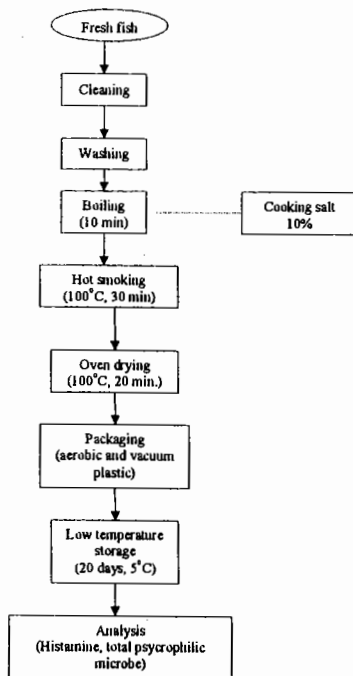 Fresh fish
Cleaning
Washing
Boiling
(10 min)
Cooking salt
10%
Hot smoking
(100°C, 30 min)
Oven drying
(100°C, 20 min.)
Packaging
(aerobic and vacuum
plastic)
Low temperature
storage
(20 days, 5°C)
Analysis
(Histamine, total psycrophilic
microbe)